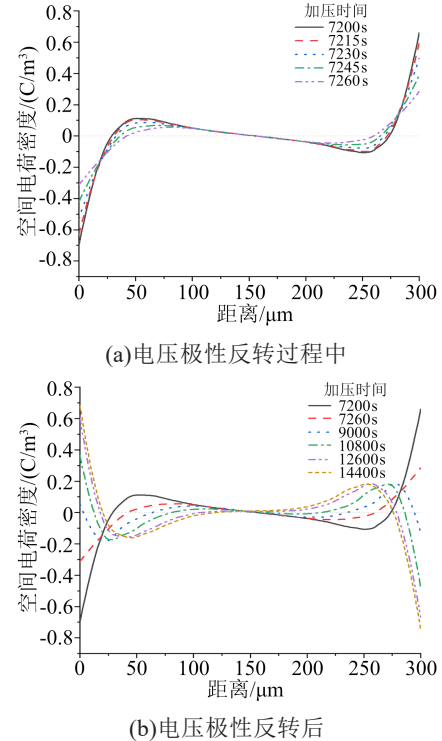 加压时间
7200s
7215s
7230s
7245s
7260s
空间电荷密度/(C/m³)
0.8
0.6
0.4
0.2
0
-0.2
-0.4
-0.6
-0.8
0 50 100 150 200 250 300
距离/μm
(a)电压极性反转过程中
加压时间
7200s
7260s
9000s
10800s
12600s
14400s
空间电荷密度/(C/m³)
0.8
0.6
0.4
0.2
0
-0.2
-0.4
-0.6
-0.8
0 50 100 150 200 250 300
距离/μm
(b)电压极性反转后